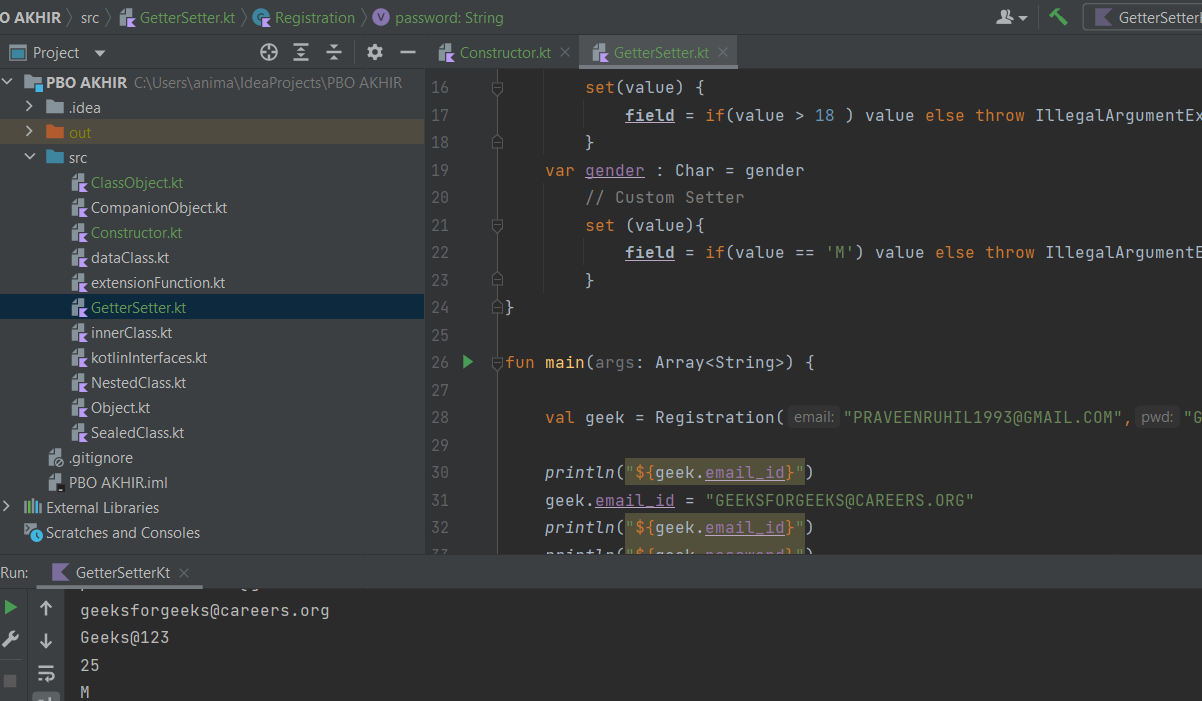 O AKHIR src GetterSetter.kt Registration password: String GetterSetter
Project Constructor.kt GetterSetter.kt
PBO AKHIR C:\Users\anima\IdeaProjects\PBO AKHIR
.idea
out
src
ClassObject.kt
CompanionObject.kt
Constructor.kt
dataClass.kt
extensionFunction.kt
GetterSetter.kt
innerClass.kt
kotlinInterfaces.kt
NestedClass.kt
Object.kt
SealedClass.kt
.gitignore
PBO AKHIR.iml
External Libraries
Scratches and Consoles
16 set(value) {
17 field = if(value > 18 ) value else throw IllegalArgumentEx
18 }
19 var gender : Char = gender
20 // Custom Setter
21 set (value){
22 field = if(value == 'M') value else throw IllegalArgumentE
23 }
24 }
25
26 fun main(args: Array<String>) {
27
28 val geek = Registration( email: "PRAVEENRUHIL1993@GMAIL.COM", pwd: "G
29
30 println("${geek.email_id}")
31 geek.email_id = "GEEKSFORGEEKS@CAREERS.ORG"
32 println("${geek.email_id}")
33 println("${geek.password}")
Run: GetterSetterKt
geeksforgeeks@careers.org
Geeks@123
25
M